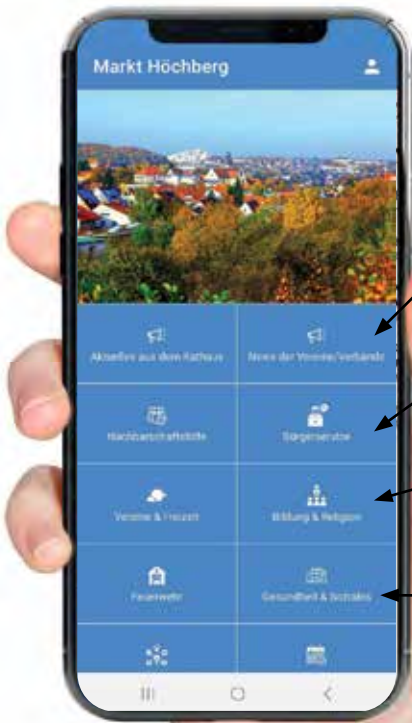 Markt Höchberg
Aktuelles aus dem Rathaus
News der Vereine/Verbände
Nachbarschaftshilfe
Bürgerservice
Vereine & Freizeit
Bildung & Religion
Feuerwehr
Gesundheit & Soziales